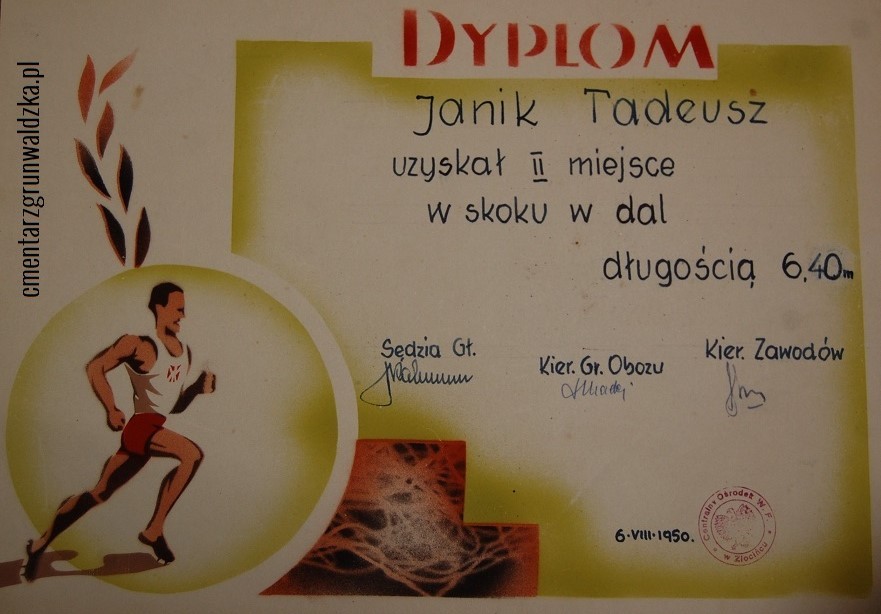 DYPLOM
Janik Tadeusz
uzyskał II miejsce
w skoku w dal
długością 6,40m
Sędzia Gł.
Kier. Gr. Obozu
Kier. Zawodów
6·VIII·1950.
Centralny Ośrodek W. F.
w Złocińcu
cmentarzgrunwaldzka.pl